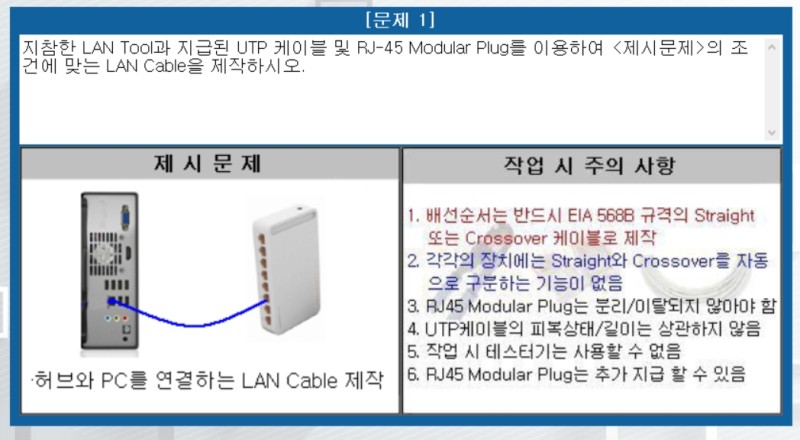 [문제 1]
지참한 LAN Tool과 지급된 UTP 케이블 및 RJ-45 Modular Plug를 이용하여 <제시문제>의 조
건에 맞는 LAN Cable을 제작하시오.
제 시 문 제
·허브와 PC를 연결하는 LAN Cable 제작
작업 시 주의 사항
1. 배선순서는 반드시 EIA 568B 규격의 Straight
또는 Crossover 케이블로 제작
2. 각각의 장치에는 Straight와 Crossover를 자동
으로 구분하는 기능이 없음
3. RJ45 Modular Plug는 분리/이탈되지 않아야 함
4. UTP케이블의 피복상태/길이는 상관하지 않음
5. 작업 시 테스터기는 사용할 수 없음
6. RJ45 Modular Plug는 추가 지급 할 수 있음